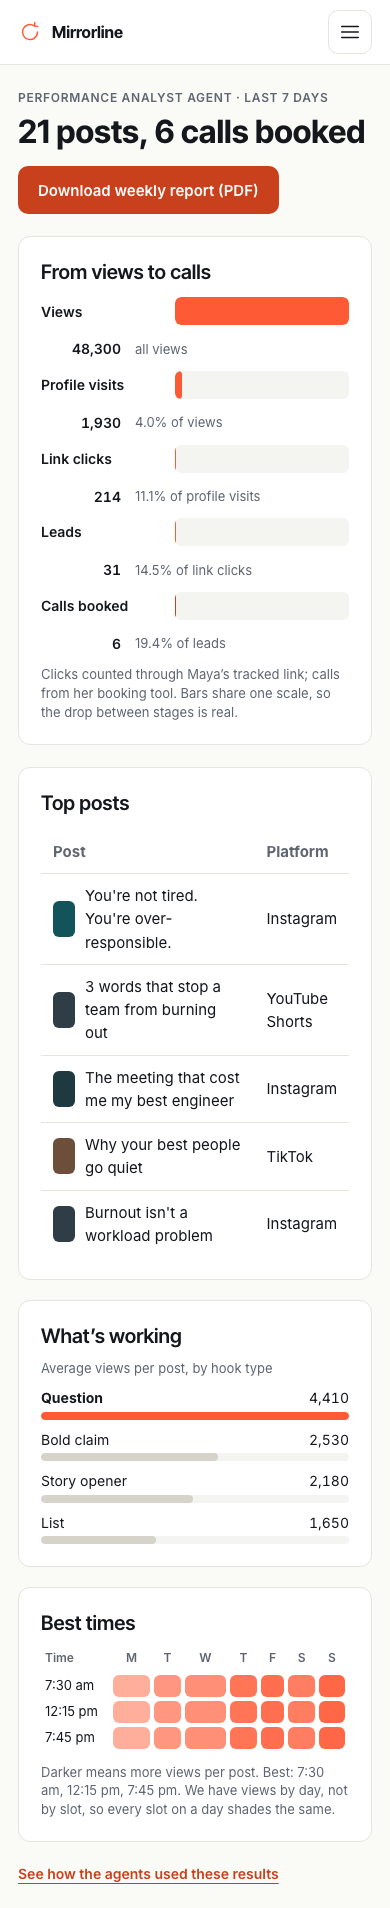 Mirrorline
PERFORMANCE ANALYST AGENT · LAST 7 DAYS
21 posts, 6 calls booked
Download weekly report (PDF)
From views to calls
Views
48,300 all views
Profile visits
1,930 4.0% of views
Link clicks
214 11.1% of profile visits
Leads
31 14.5% of link clicks
Calls booked
6 19.4% of leads
Clicks counted through Maya’s tracked link; calls
from her booking tool. Bars share one scale, so
the drop between stages is real.
Top posts
Post Platform
You're not tired.
You're over-
responsible.
Instagram
3 words that stop a
team from burning
out
YouTube
Shorts
The meeting that cost
me my best engineer
Instagram
Why your best people
go quiet
TikTok
Burnout isn't a
workload problem
Instagram
What’s working
Average views per post, by hook type
Question 4,410
Bold claim 2,530
Story opener 2,180
List 1,650
Best times
Time M T W T F S S
7:30 am
12:15 pm
7:45 pm
Darker means more views per post. Best: 7:30
am, 12:15 pm, 7:45 pm. We have views by day, not
by slot, so every slot on a day shades the same.
See how the agents used these results